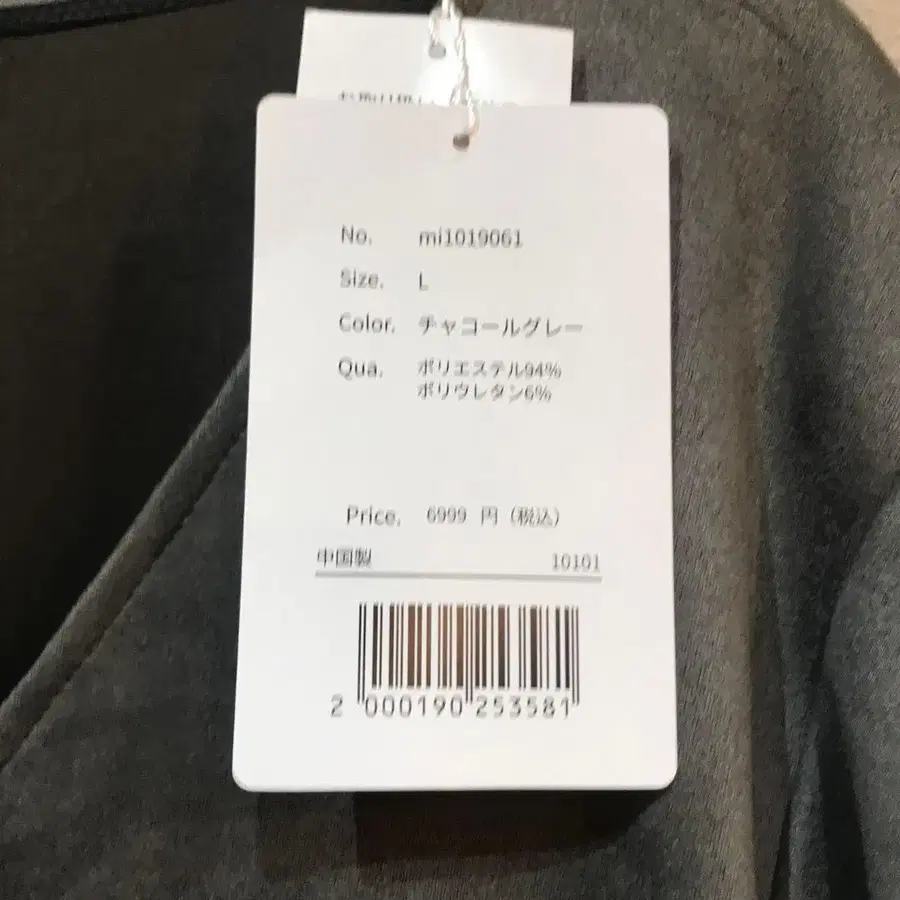 No. mi1019061
Size. L
Color. チャコールグレー
Qua. ポリエステル94%
ポリウレタン6%
Price. 6999 円 (税込)
中国製 10101
2 000190 253581